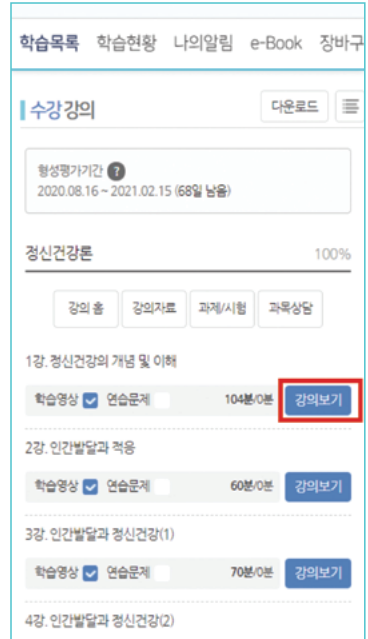 학습목록 학습현황 나의알림 e-Book 장바구
수강 강의 다운로드
형성평가기간 ?
2020.08.16 ~ 2021.02.15 (68일 남음)
정신건강론 100%
강의 홈 강의자료 과제/시험 과목상담
1강. 정신건강의 개념 및 이해
학습영상 연습문제 104분/0분 강의보기
2강. 인간발달과 적응
학습영상 연습문제 60분/0분 강의보기
3강. 인간발달과 정신건강(1)
학습영상 연습문제 70분/0분 강의보기
4강. 인간발달과 정신건강(2)